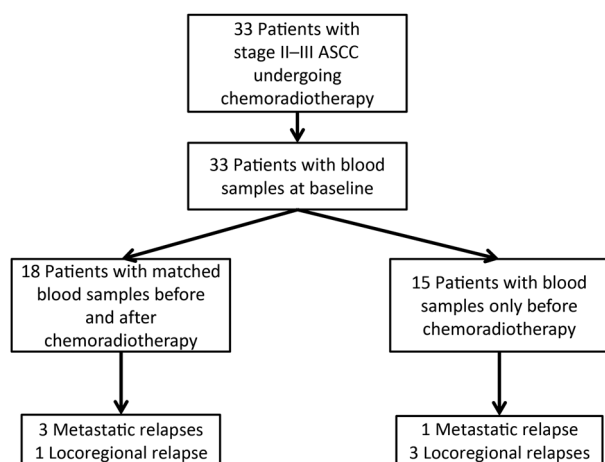 33 Patients with
stage II–III ASCC
undergoing
chemoradiotherapy
33 Patients with blood
samples at baseline
18 Patients with matched
blood samples before
and after
chemoradiotherapy
15 Patients with blood
samples only before
chemoradiotherapy
3 Metastatic relapses
1 Locoregional relapse
1 Metastatic relapse
3 Locoregional relapses